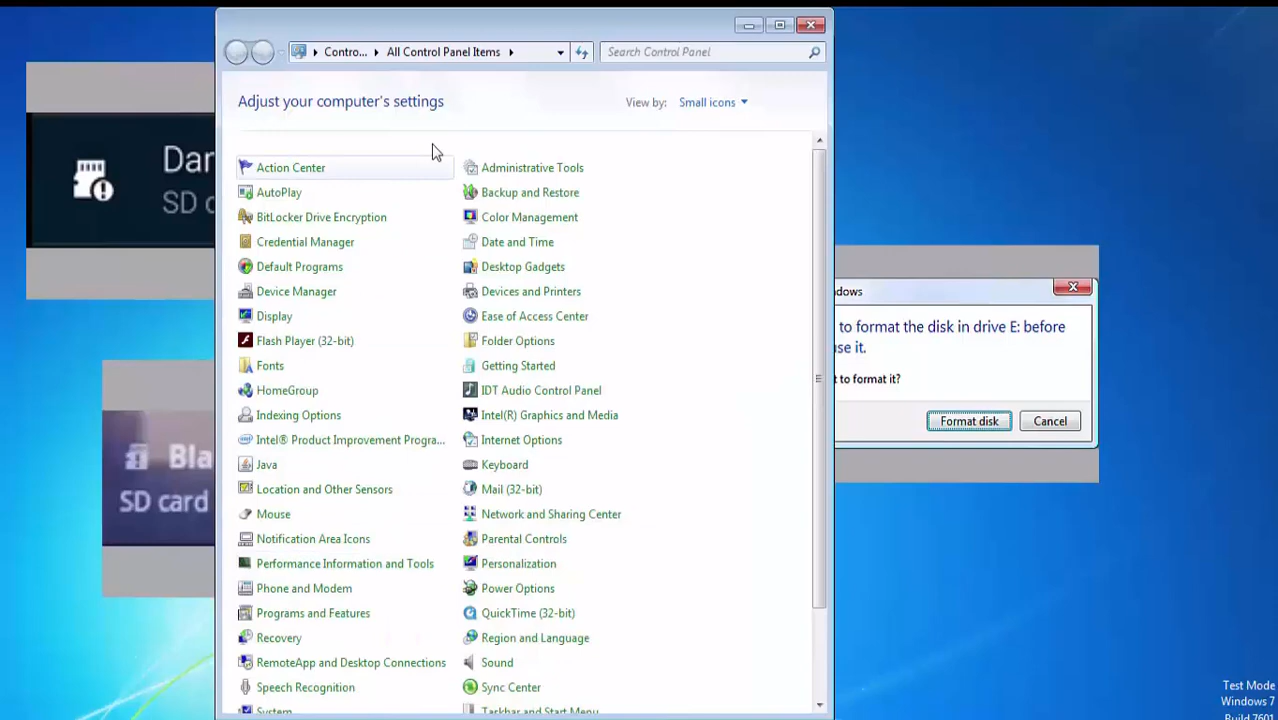 Contro... All Control Panel Items
Search Control Panel
Adjust your computer's settings
View by: Small icons
Action Center
Administrative Tools
AutoPlay
Backup and Restore
BitLocker Drive Encryption
Color Management
Credential Manager
Date and Time
Default Programs
Desktop Gadgets
Device Manager
Devices and Printers
Display
Ease of Access Center
Flash Player (32-bit)
Folder Options
Fonts
Getting Started
HomeGroup
IDT Audio Control Panel
Indexing Options
Intel(R) Graphics and Media
Intel® Product Improvement Progra...
Internet Options
Java
Keyboard
Location and Other Sensors
Mail (32-bit)
Mouse
Network and Sharing Center
Notification Area Icons
Parental Controls
Performance Information and Tools
Personalization
Phone and Modem
Power Options
Programs and Features
QuickTime (32-bit)
Recovery
Region and Language
RemoteApp and Desktop Connections
Sound
Speech Recognition
Sync Center
System
Taskbar and Start Menu
Dar
SD c
Bla
SD card
dows
to format the disk in drive E: before
se it.
t to format it?
Format disk
Cancel
Test Mode
Windows 7
Build 7601